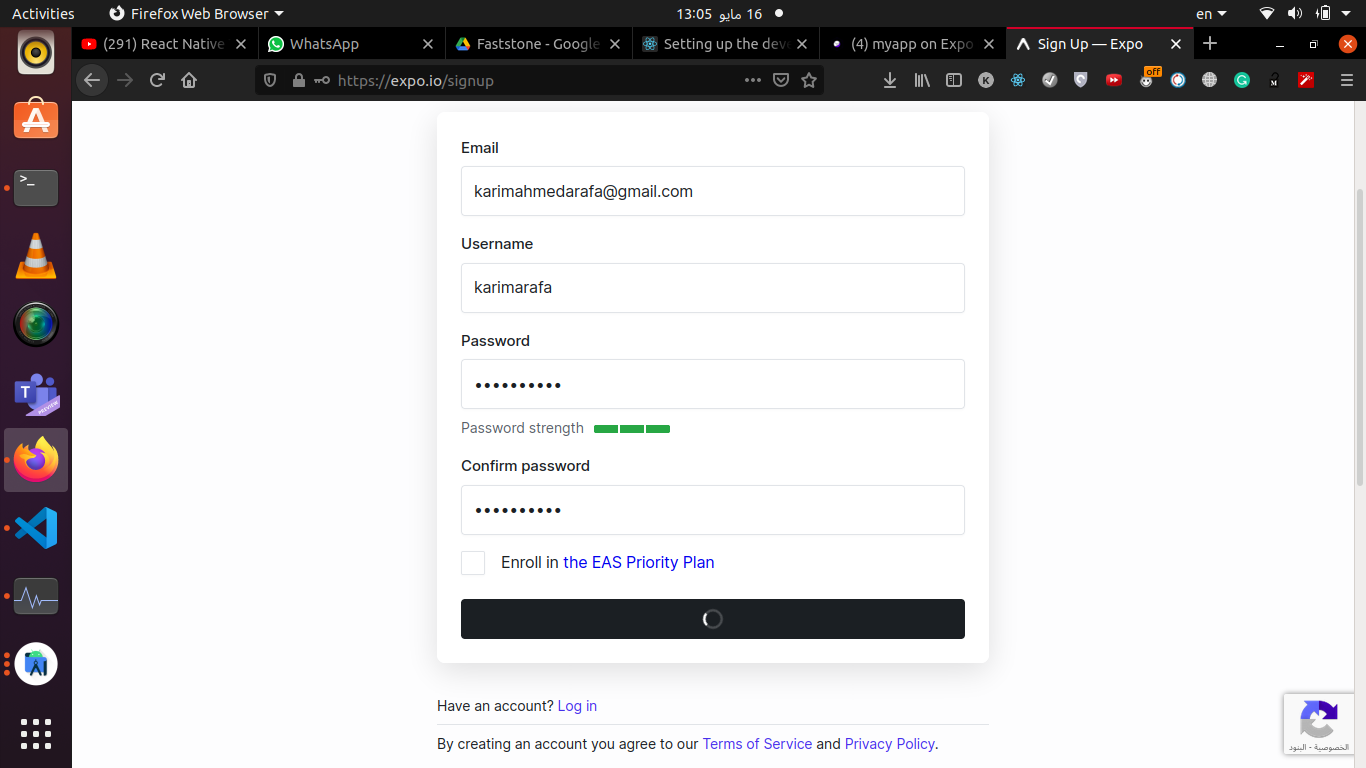 Activities
Firefox Web Browser
13:05 مايو 16
en
(291) React Native
WhatsApp
Faststone - Google
Setting up the deve
(4) myapp on Expo
Sign Up — Expo
https://expo.io/signup
K
off
M
>_
T
PREVIEW
Email
karimahmedarafa@gmail.com
Username
karimarafa
Password
••••••••••
Password strength
Confirm password
••••••••••
Enroll in the EAS Priority Plan
Have an account? Log in
By creating an account you agree to our Terms of Service and Privacy Policy.
الخصوصية - البنود